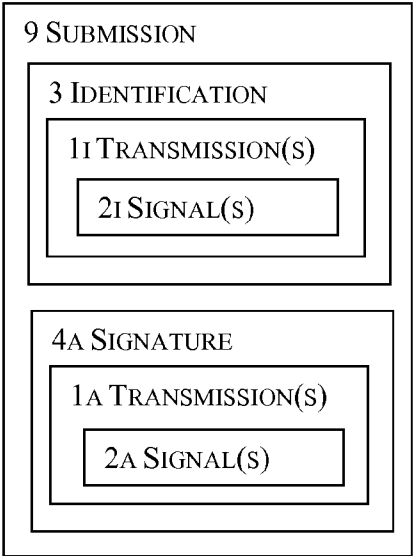 9 SUBMISSION
3 IDENTIFICATION
1I TRANSMISSION(S)
2I SIGNAL(S)
4A SIGNATURE
1A TRANSMISSION(S)
2A SIGNAL(S)